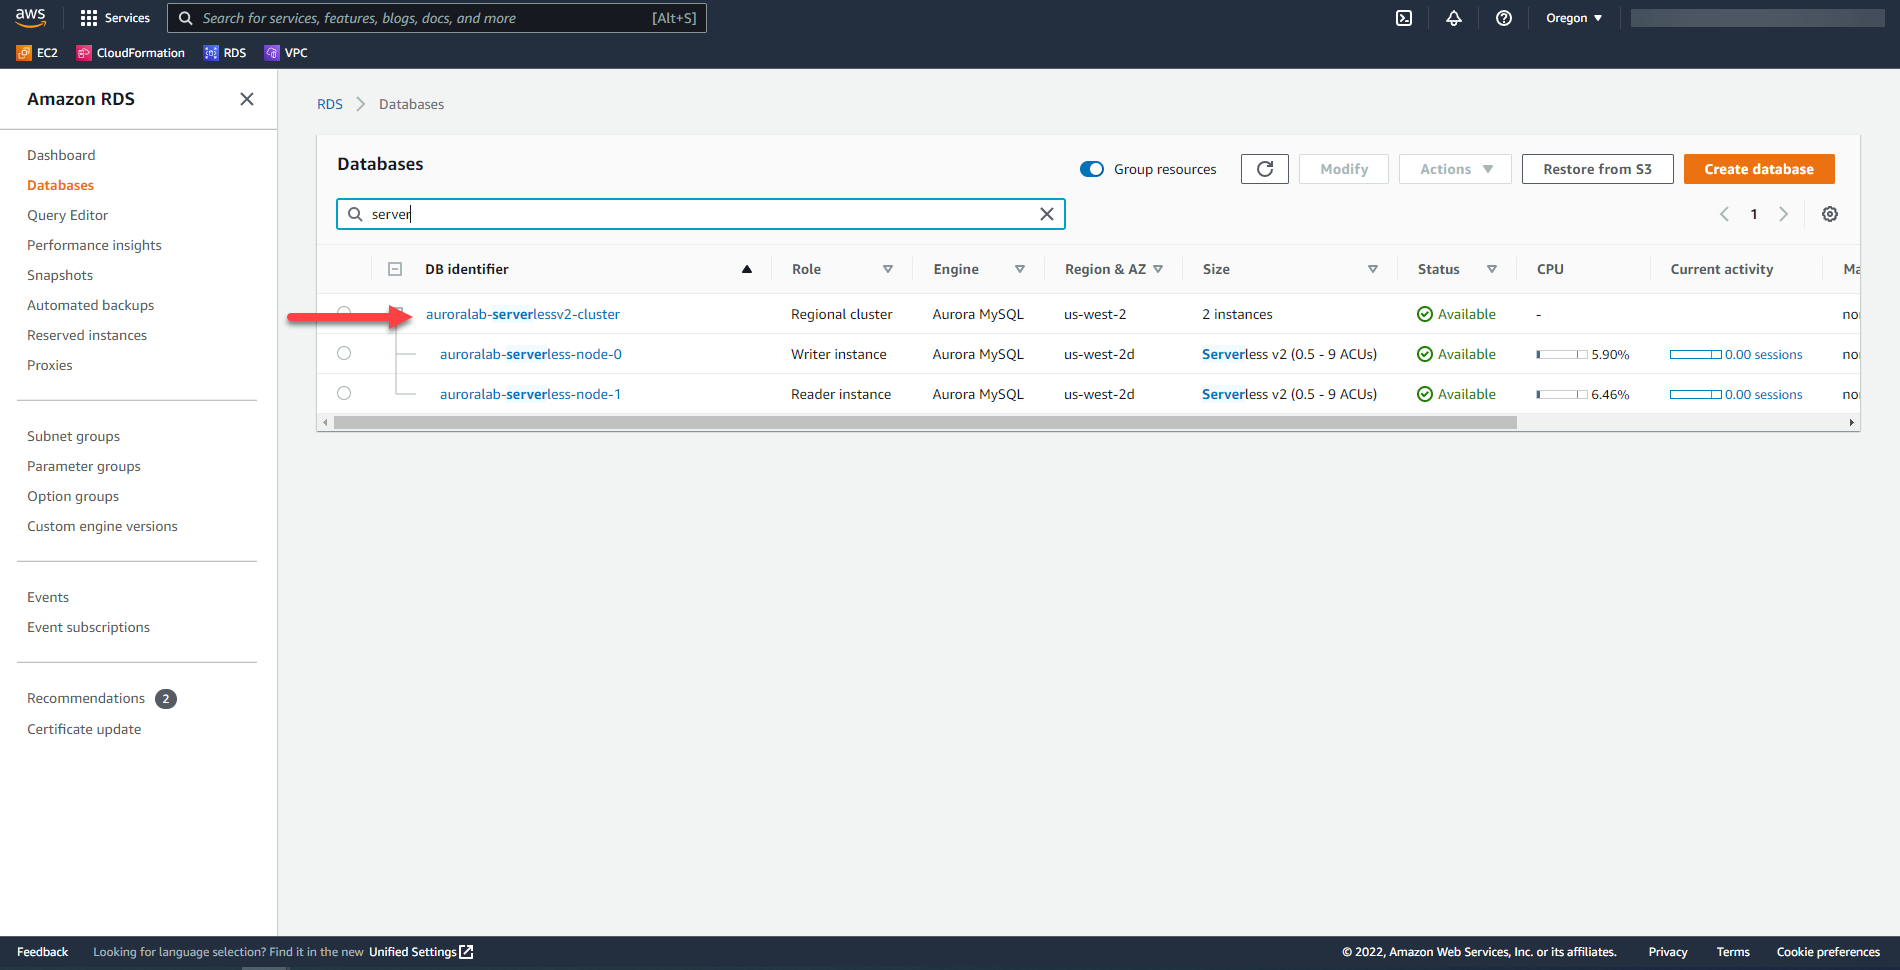 aws Services Search for services, features, blogs, docs, and more [Alt+S] Oregon
EC2 CloudFormation RDS VPC
Amazon RDS
Dashboard
Databases
Query Editor
Performance insights
Snapshots
Automated backups
Reserved instances
Proxies
Subnet groups
Parameter groups
Option groups
Custom engine versions
Events
Event subscriptions
Recommendations 2
Certificate update
RDS Databases
Databases Group resources Modify Actions Restore from S3 Create database
server 1
DB identifier Role Engine Region & AZ Size Status CPU Current activity
auroralab-serverlessv2-cluster Regional cluster Aurora MySQL us-west-2 2 instances Available -
auroralab-serverless-node-0 Writer instance Aurora MySQL us-west-2d Serverless v2 (0.5 - 9 ACUs) Available 5.90% 0.00 sessions
auroralab-serverless-node-1 Reader instance Aurora MySQL us-west-2d Serverless v2 (0.5 - 9 ACUs) Available 6.46% 0.00 sessions
Feedback Looking for language selection? Find it in the new Unified Settings © 2022, Amazon Web Services, Inc. or its affiliates. Privacy Terms Cookie preferences